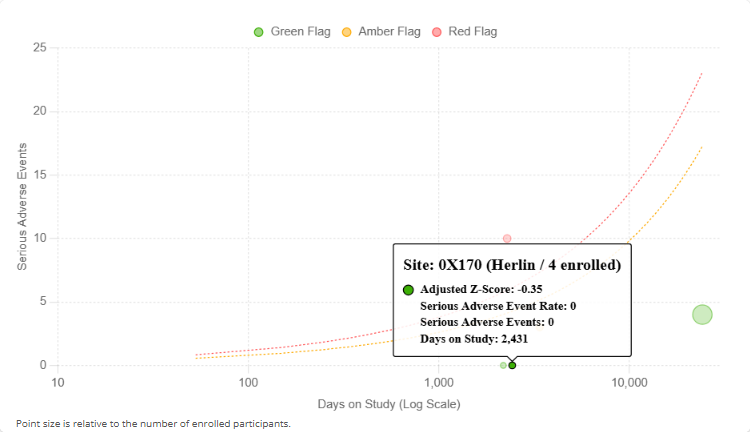 Green Flag Amber Flag Red Flag
25
20
15
10
5
0
Serious Adverse Events
Site: 0X170 (Herlin / 4 enrolled)
Adjusted Z-Score: -0.35
Serious Adverse Event Rate: 0
Serious Adverse Events: 0
Days on Study: 2,431
10 100 1,000 10,000
Days on Study (Log Scale)
Point size is relative to the number of enrolled participants.